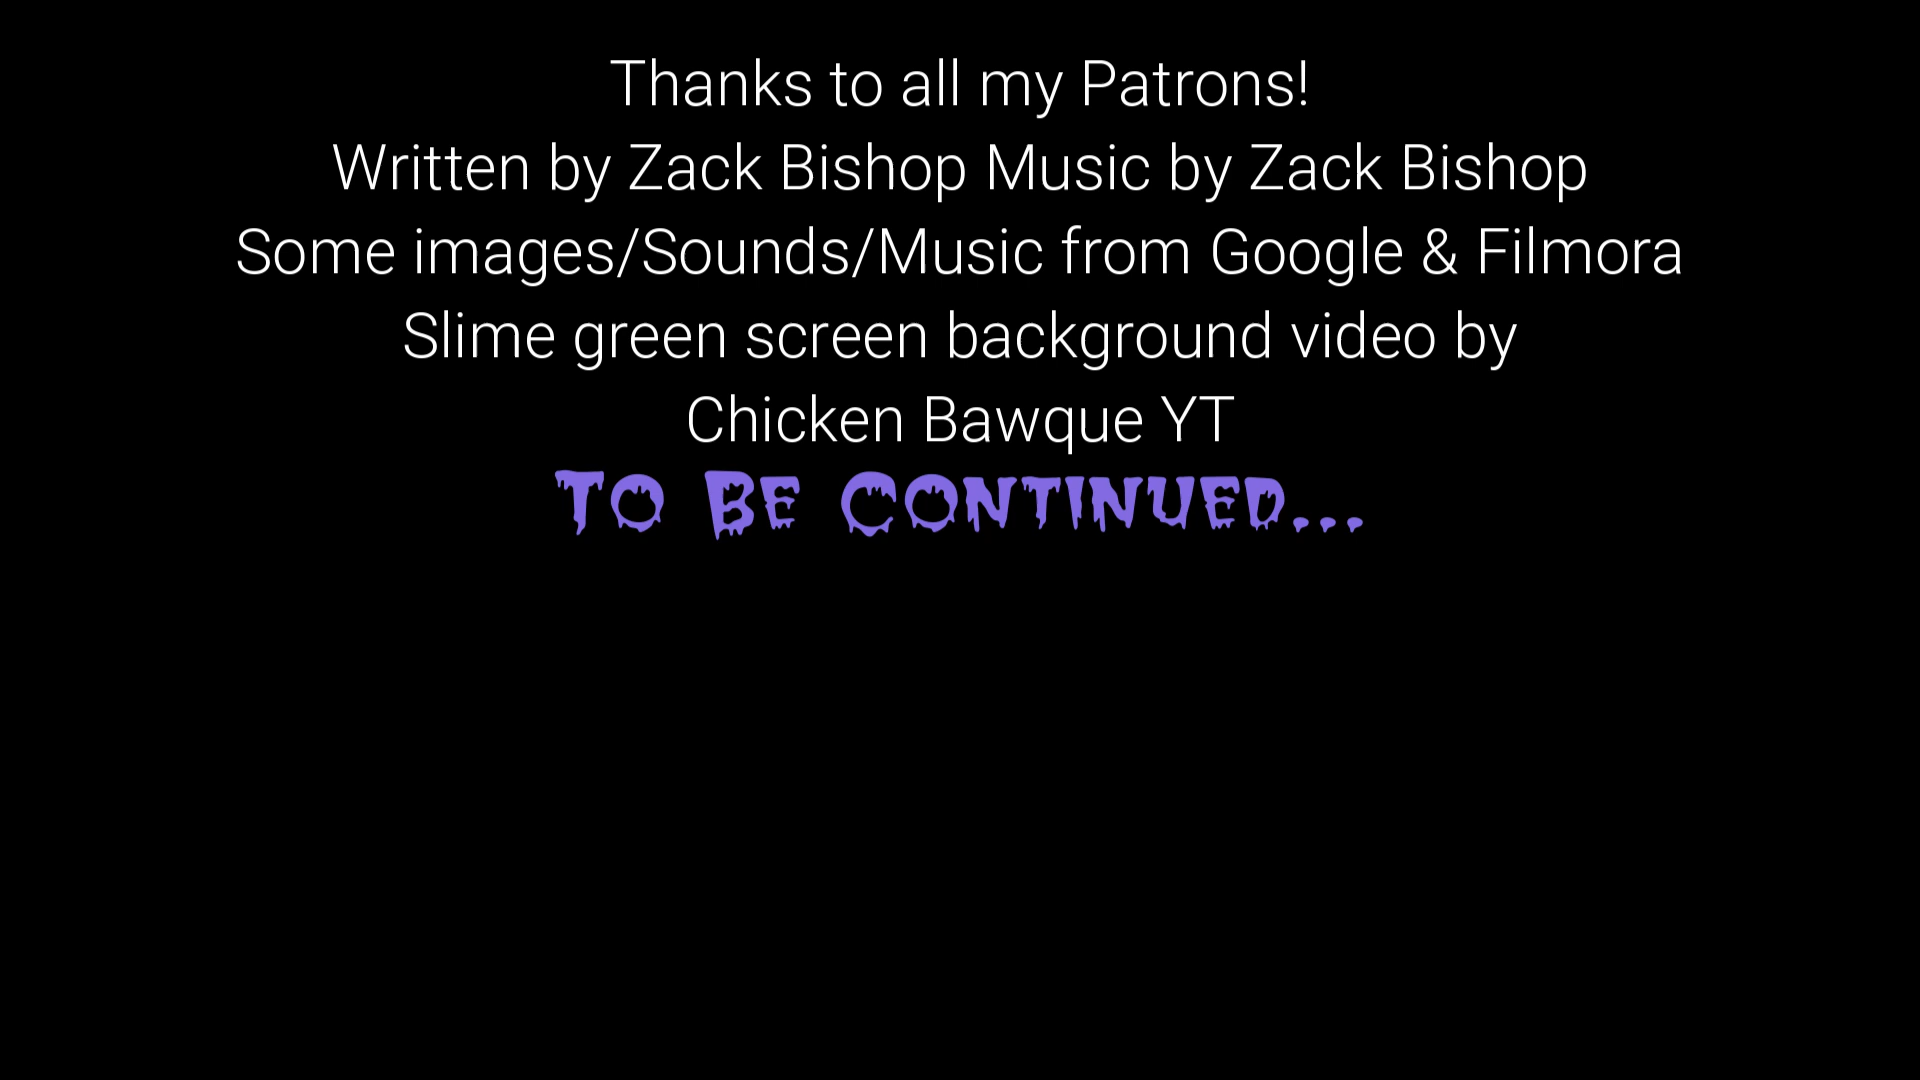 Thanks to all my Patrons!
Written by Zack Bishop Music by Zack Bishop
Some images/Sounds/Music from Google & Filmora
Slime green screen background video by
Chicken Bawque YT
To Be Continued...